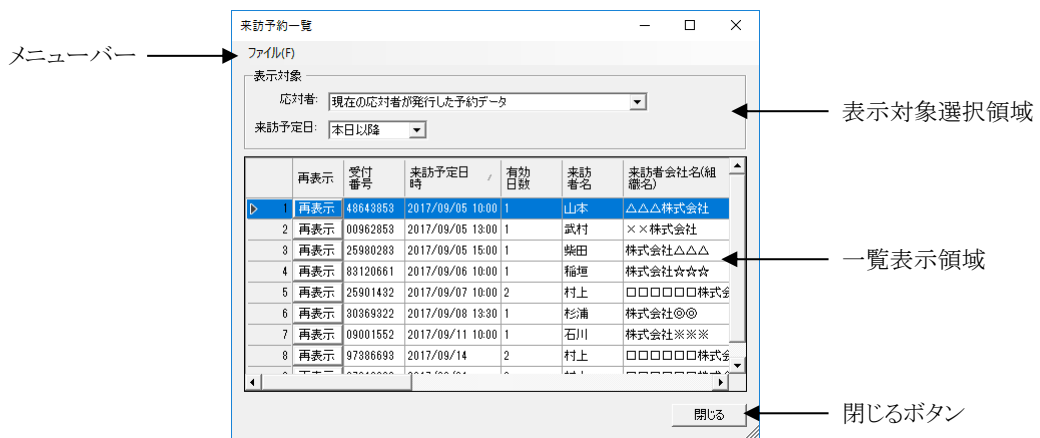 来訪予約一覧
メニューバー
ファイル(F)
表示対象
応対者: 現在の応対者が発行した予約データ
表示対象選択領域
来訪予定日: 本日以降
再表示 受付番号 来訪予定日時 有効日数 来訪者名 来訪者会社名(組織名)
1 再表示 48643853 2017/09/05 10:00 1 山本 △△△株式会社
2 再表示 00962853 2017/09/05 13:00 1 武村 ××株式会社
3 再表示 25980283 2017/09/05 15:00 1 柴田 株式会社△△△
一覧表示領域
4 再表示 83120661 2017/09/06 10:00 1 稲垣 株式会社☆☆☆
5 再表示 25901432 2017/09/07 10:00 2 村上 □□□□□□株式会
6 再表示 30369322 2017/09/08 13:30 1 杉浦 株式会社◎◎
7 再表示 09001552 2017/09/11 10:00 1 石川 株式会社※※※
8 再表示 97386693 2017/09/14 2 村上 □□□□□□株式会
閉じる
閉じるボタン